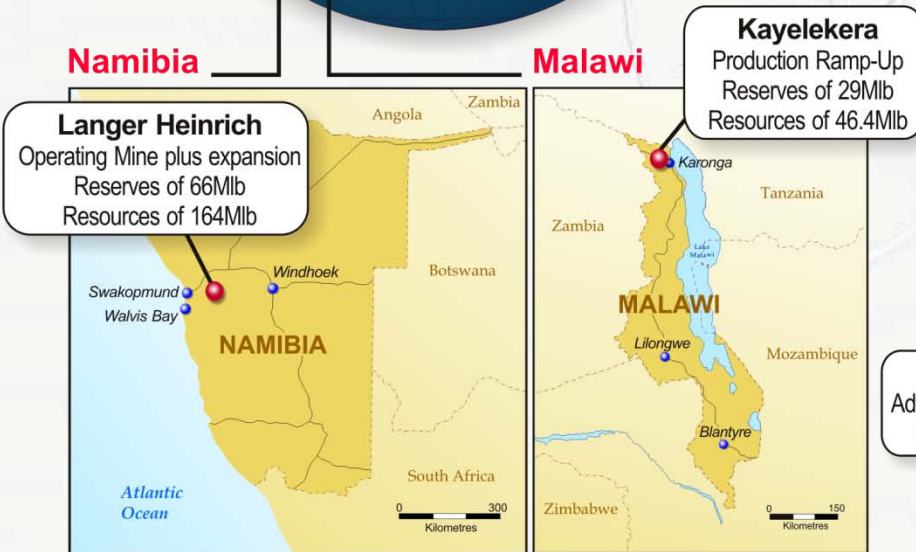 Namibia
Malawi
Kayelekera
Production Ramp-Up
Reserves of 29Mlb
Resources of 46.4Mlb
Langer Heinrich
Operating Mine plus expansion
Reserves of 66Mlb
Resources of 164Mlb
Angola
Zambia
Botswana
Swakopmund
Walvis Bay
Windhoek
NAMIBIA
South Africa
Atlantic
Ocean
0 300
Kilometres
Karonga
Tanzania
Zambia
Lake
Malawi
MALAWI
Lilongwe
Mozambique
Blantyre
Zimbabwe
0 150
Kilometres
Ad